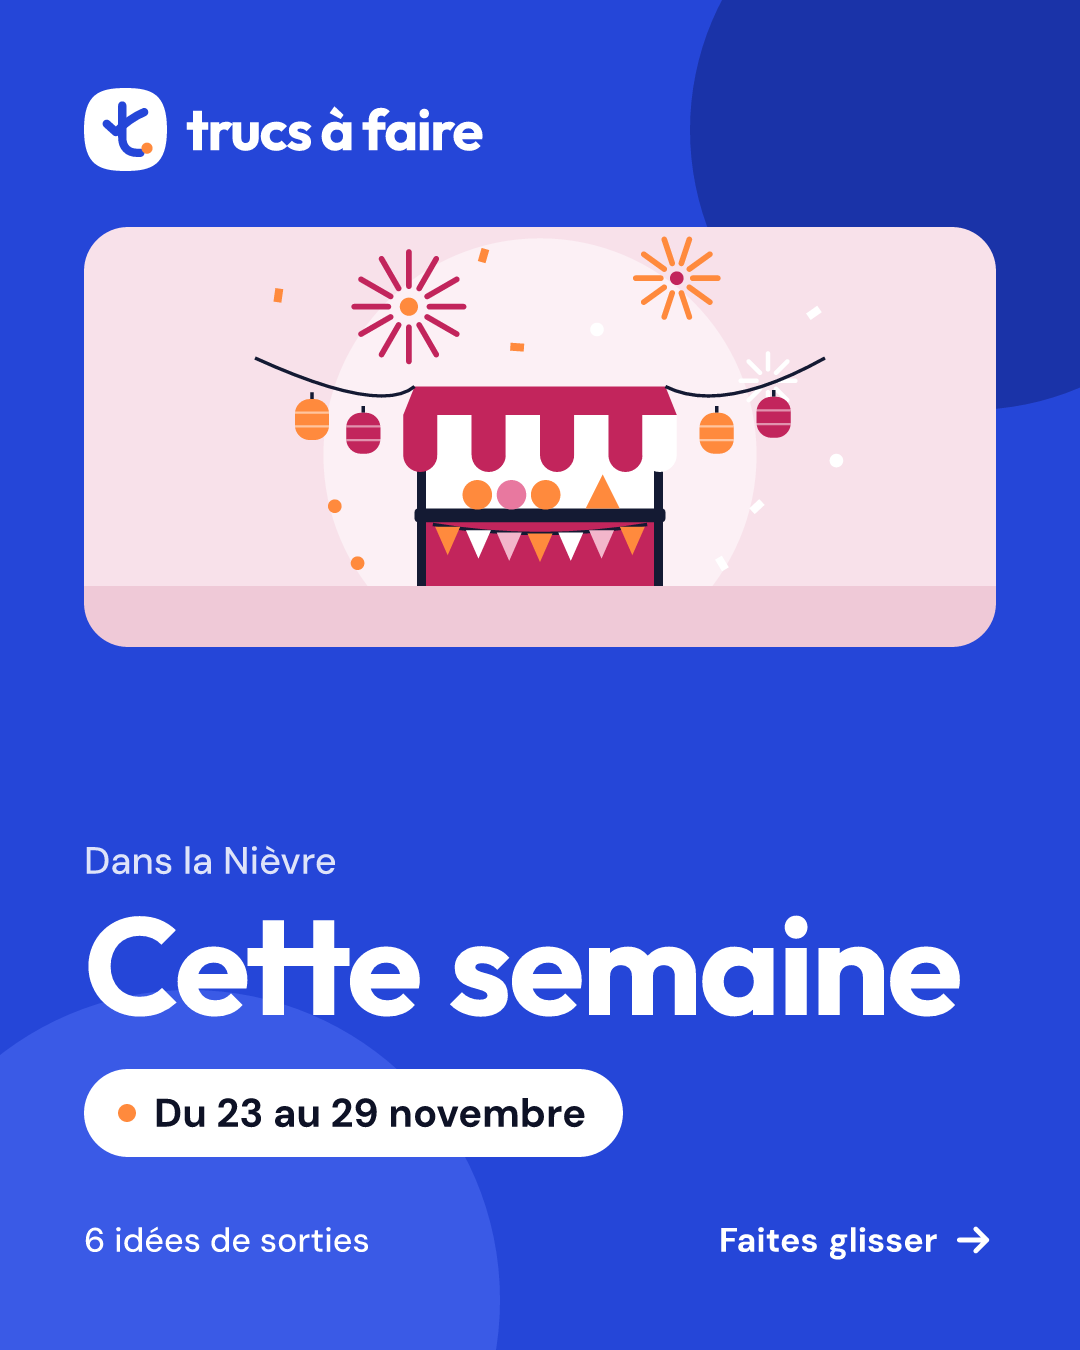 trucs à faire
Dans la Nièvre
Cette semaine
Du 23 au 29 novembre
6 idées de sorties
Faites glisser →